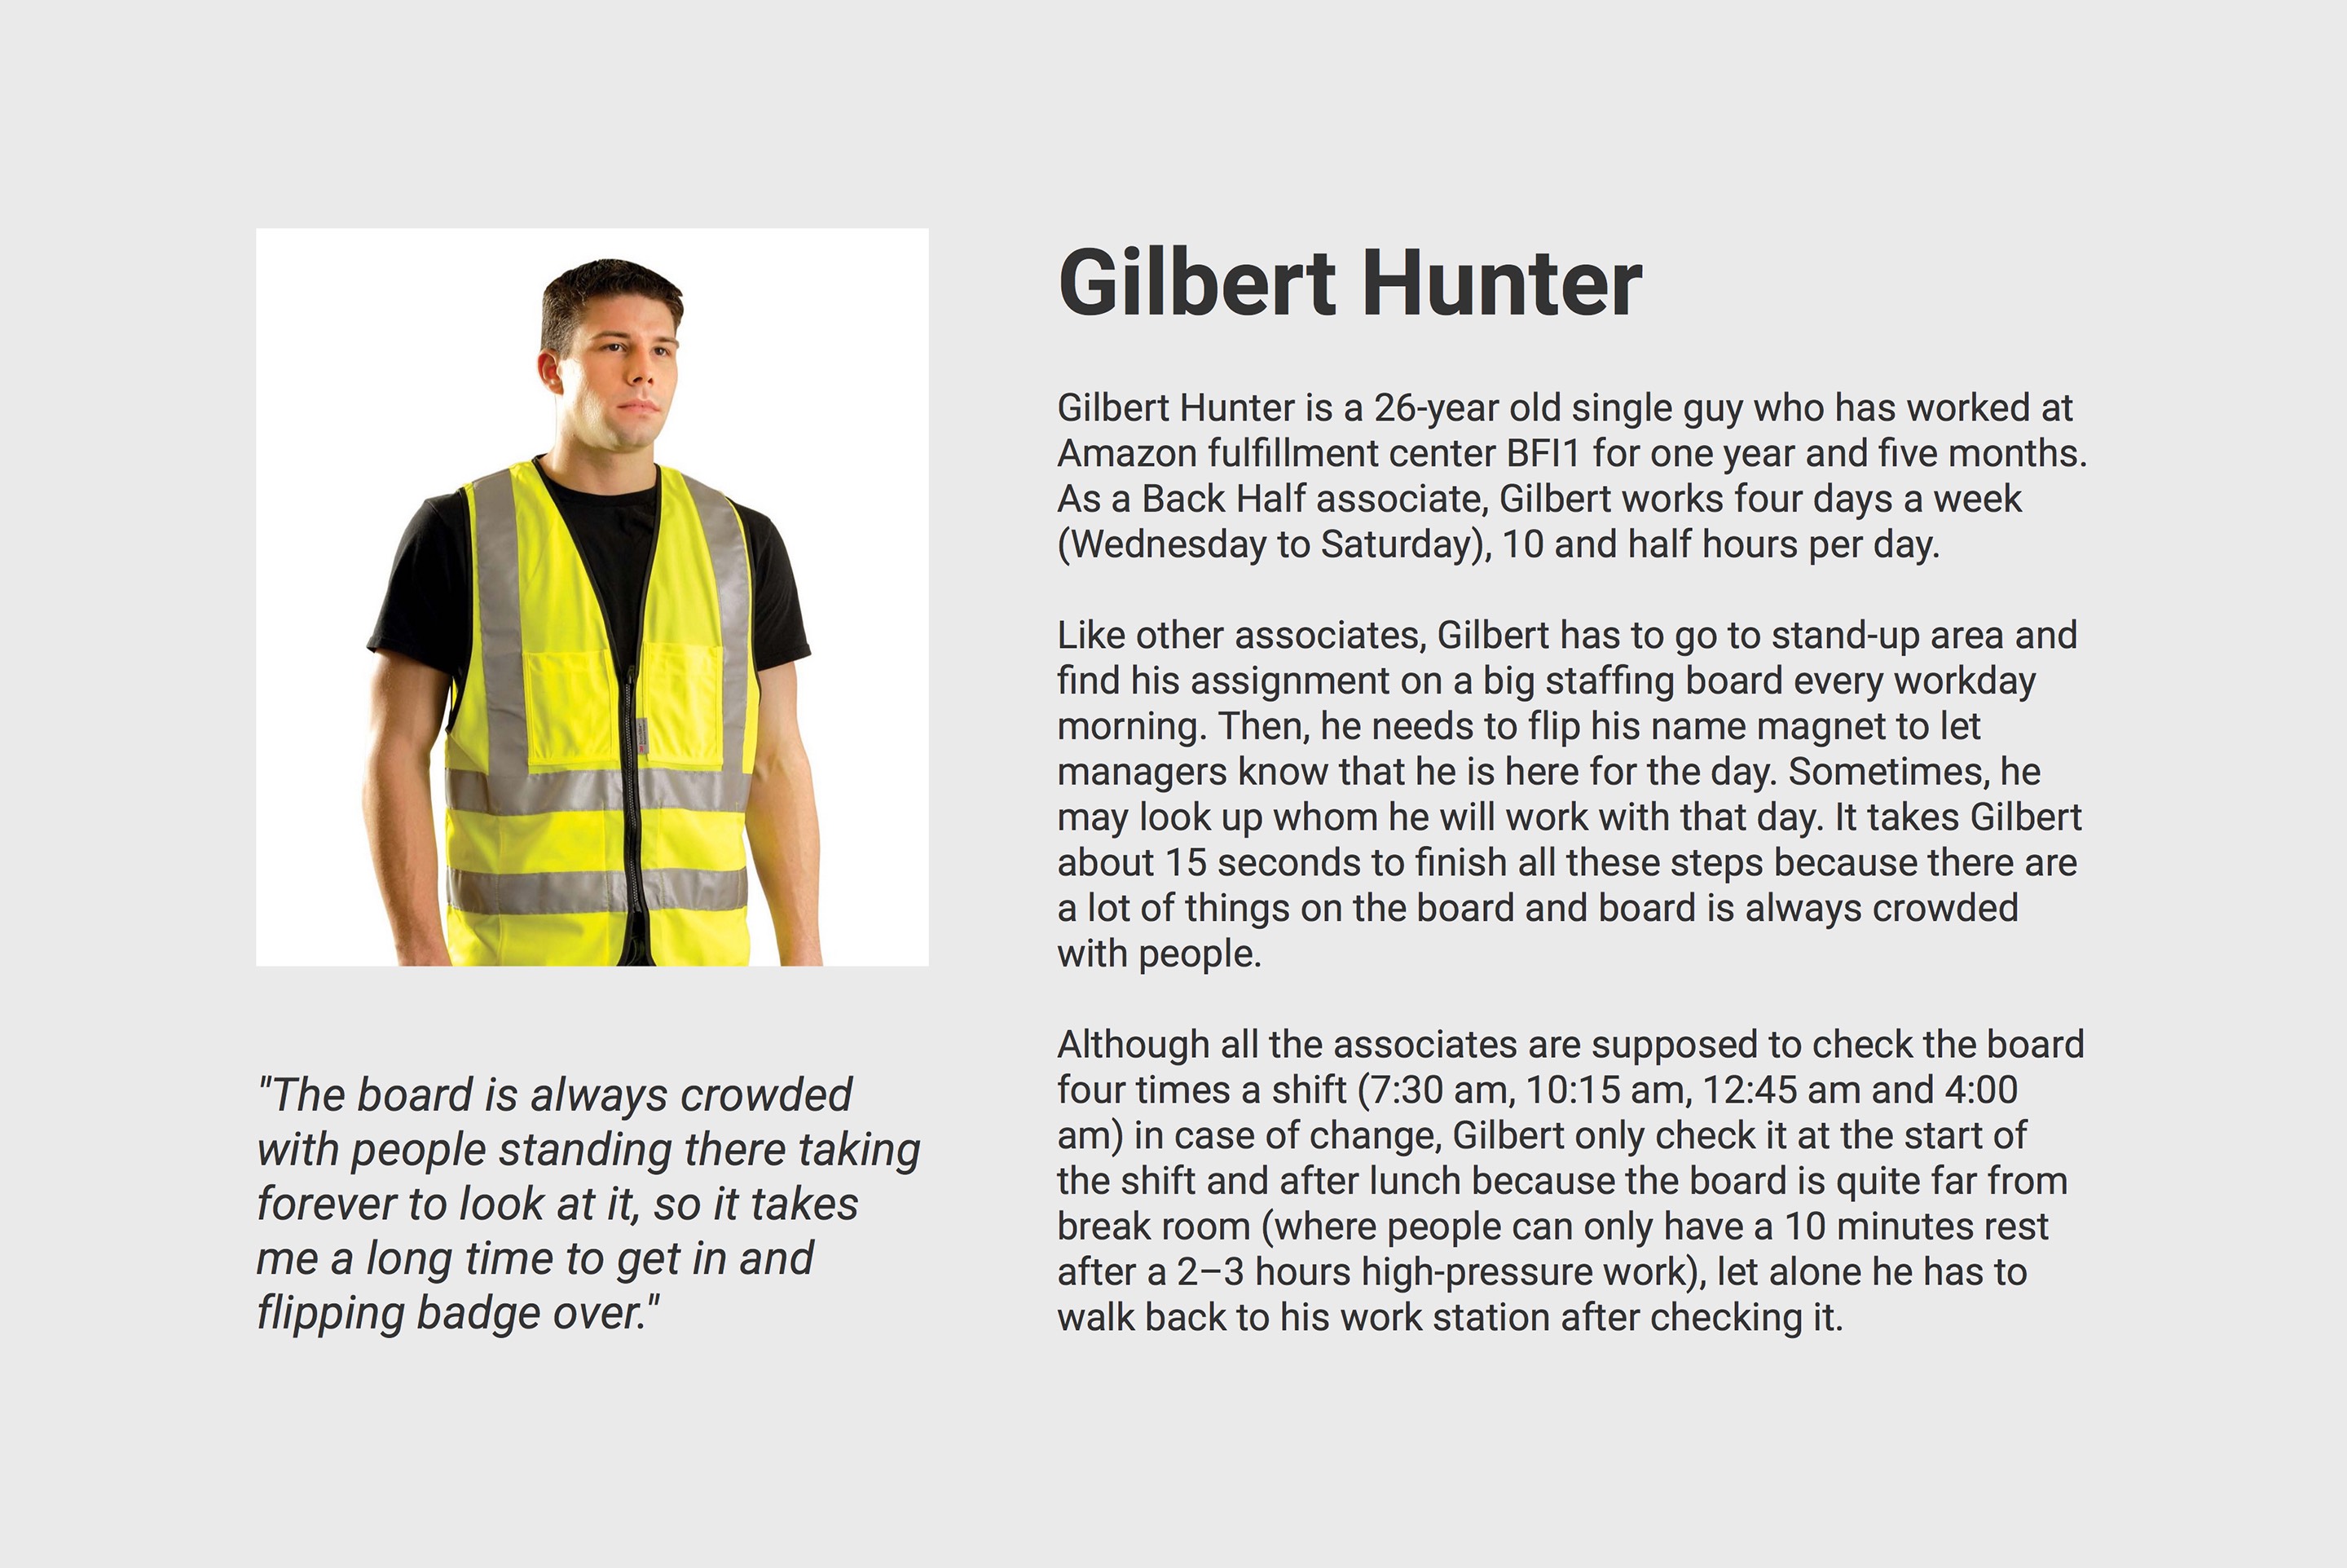 Gilbert Hunter
Gilbert Hunter is a 26-year old single guy who has worked at
Amazon fulfillment center BFI1 for one year and five months.
As a Back Half associate, Gilbert works four days a week
(Wednesday to Saturday), 10 and half hours per day.
Like other associates, Gilbert has to go to stand-up area and
find his assignment on a big staffing board every workday
morning. Then, he needs to flip his name magnet to let
managers know that he is here for the day. Sometimes, he
may look up whom he will work with that day. It takes Gilbert
about 15 seconds to finish all these steps because there are
a lot of things on the board and board is always crowded
with people.
Although all the associates are supposed to check the board
four times a shift (7:30 am, 10:15 am, 12:45 am and 4:00
am) in case of change, Gilbert only check it at the start of
the shift and after lunch because the board is quite far from
break room (where people can only have a 10 minutes rest
after a 2–3 hours high-pressure work), let alone he has to
walk back to his work station after checking it.
"The board is always crowded
with people standing there taking
forever to look at it, so it takes
me a long time to get in and
flipping badge over."